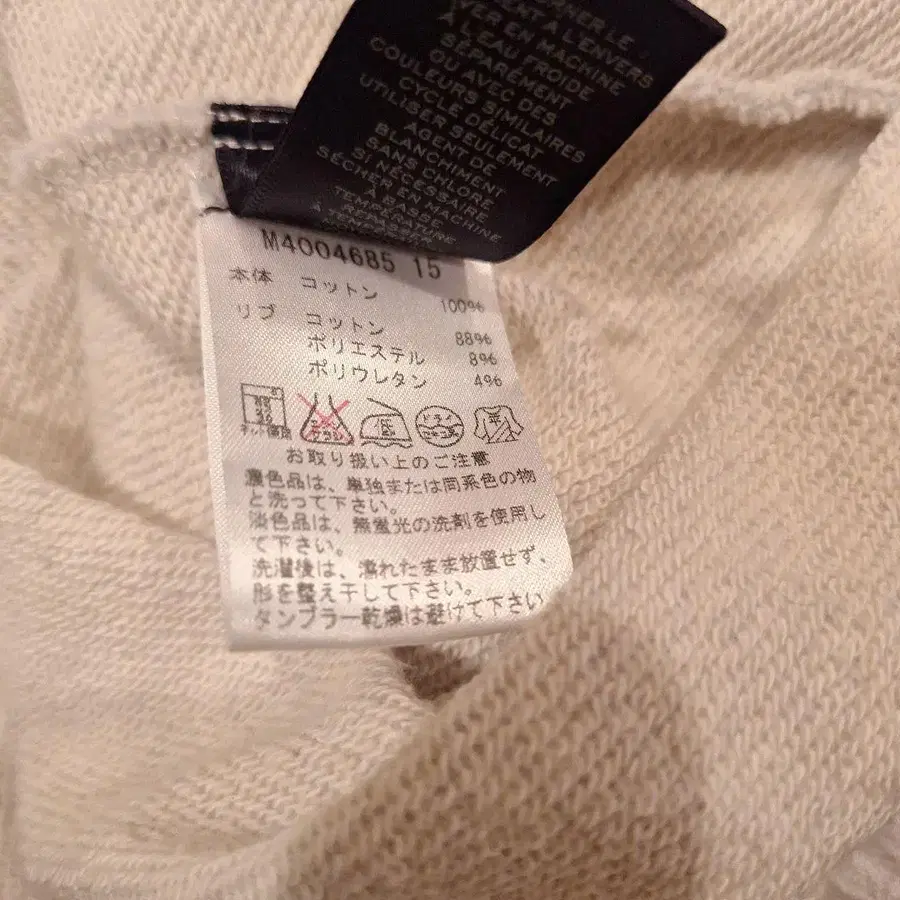 À L'ENVERS
EN MACHINE
À L'EAU FROIDE
SÉPARÉMENT
OU AVEC DES
COULEURS SIMILAIRES
CYCLE DÉLICAT
UTILISER SEULEMENT
AGENT DE
BLANCHIMENT
SANS CHLORE
SI NÉCESSAIRE
SÉCHER EN MACHINE
À BASSE
TEMPÉRATURE
M4004685 15
本体 コットン 100%
リブ コットン 88%
ポリエステル 8%
ポリウレタン 4%
ネット使用
お取り扱い上のご注意
濃色品は、単独または同系色の物
と洗って下さい。
淡色品は、無蛍光の洗剤を使用し
て下さい。
洗濯後は、濡れたまま放置せず、
形を整え干して下さい。
タンブラー乾燥は避けて下さい